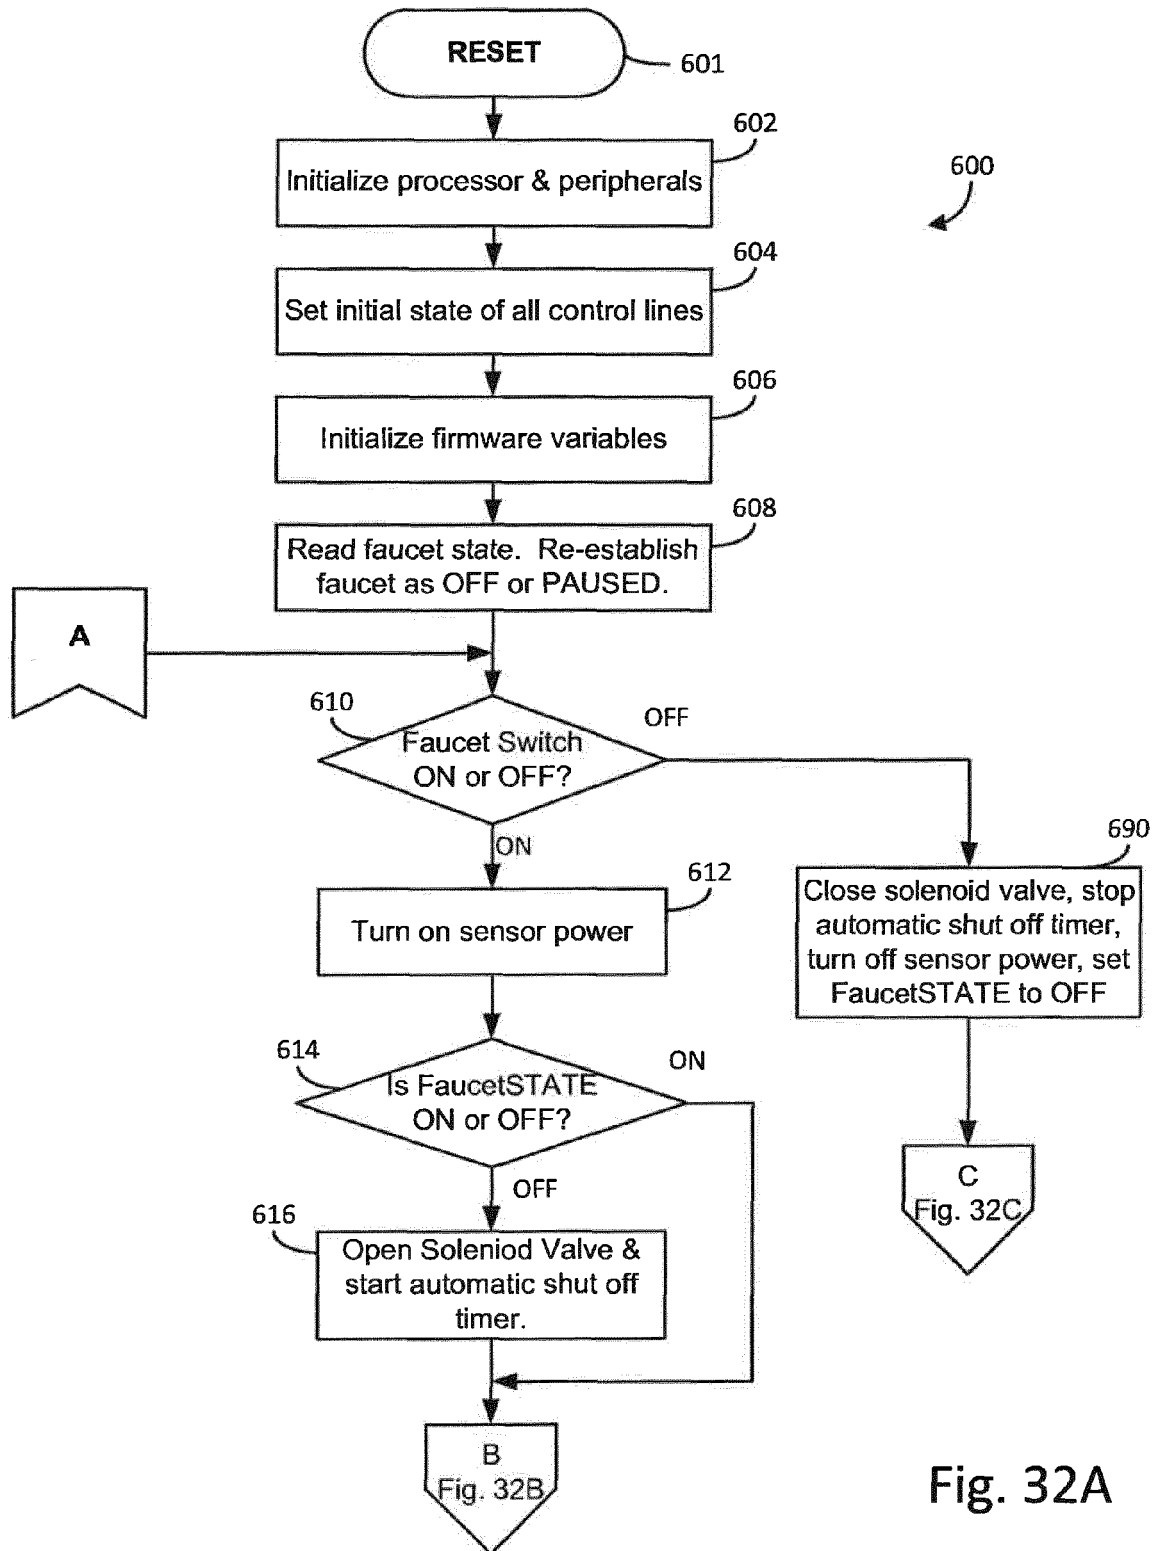 RESET
601
602
Initialize processor & peripherals
600
604
Set initial state of all control lines
606
Initialize firmware variables
608
Read faucet state. Re-establish
faucet as OFF or PAUSED.
A
610
Faucet Switch
ON or OFF?
OFF
ON
612
Turn on sensor power
690
Close solenoid valve, stop
automatic shut off timer,
turn off sensor power, set
FaucetSTATE to OFF
614
Is FaucetSTATE
ON or OFF?
ON
OFF
616
Open Soleniod Valve &
start automatic shut off
timer.
C
Fig. 32C
B
Fig. 32B
Fig. 32A